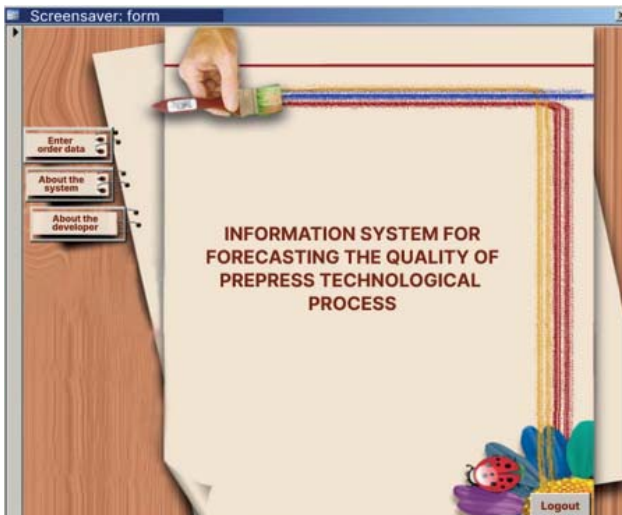 Screensaver: form
Enter
order data
About the
system
About the
developer
INFORMATION SYSTEM FOR
FORECASTING THE QUALITY OF
PREPRESS TECHNOLOGICAL
PROCESS
Logout